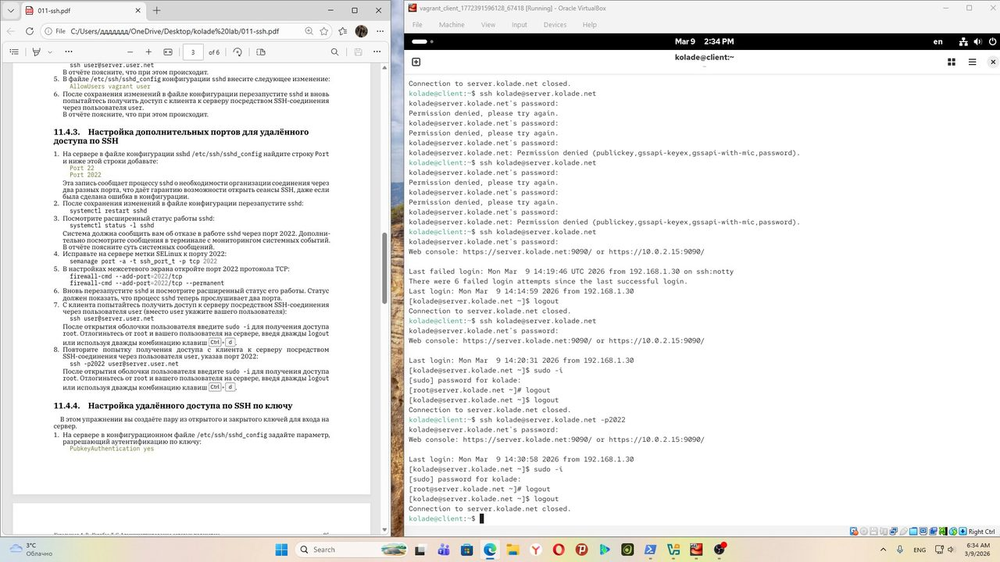 011-ssh.pdf
File
C:/Users/ддддддд/OneDrive/Desktop/kolade%20lab/011-ssh.pdf
3 of 6
ssh user@server.user.net
В отчёте поясните, что при этом происходит.
5. В файле /etc/ssh/sshd_config конфигурации sshd внесите следующее изменение:
AllowUsers vagrant user
6. После сохранения изменений в файле конфигурации перезапустите sshd и вновь
попытайтесь получить доступ с клиента к серверу посредством SSH-соединения
через пользователя user.
В отчёте поясните, что при этом происходит.
11.4.3. Настройка дополнительных портов для удалённого
доступа по SSH
1. На сервере в файле конфигурации sshd /etc/ssh/sshd_config найдите строку Port
и ниже этой строки добавьте:
Port 22
Port 2022
Эта запись сообщает процессу sshd о необходимости организации соединения через
два разных порта, что даёт гарантию возможности открыть сеансы SSH, даже если
была сделана ошибка в конфигурации.
2. После сохранения изменений в файле конфигурации перезапустите sshd:
systemctl restart sshd
3. Посмотрите расширенный статус работы sshd:
systemctl status -l sshd
Система должна сообщить вам об отказе в работе sshd через порт 2022. Дополни-
тельно посмотрите сообщения в терминале с мониторингом системных событий.
В отчёте поясните суть системных сообщений.
4. Исправьте на сервере метки SELinux к порту 2022:
semanage port -a -t ssh_port_t -p tcp 2022
5. В настройках межсетевого экрана откройте порт 2022 протокола TCP:
firewall-cmd --add-port=2022/tcp
firewall-cmd --add-port=2022/tcp --permanent
6. Вновь перезапустите sshd и посмотрите расширенный статус его работы. Статус
должен показать, что процесс sshd теперь прослушивает два порта.
7. С клиента попытайтесь получить доступ к серверу посредством SSH-соединения
через пользователя user (вместо user укажите вашего пользователя):
ssh user@server.user.net
После открытия оболочки пользователя введите sudo -i для получения доступа
root. Отлогиньтесь от root и вашего пользователя на сервере, введя дважды logout
или используя дважды комбинацию клавиш Ctrl + d .
8. Повторите попытку получения доступа с клиента к серверу посредством
SSH-соединения через пользователя user, указав порт 2022:
ssh -p2022 user@server.user.net
После открытия оболочки пользователя введите sudo -i для получения доступа
root. Отлогиньтесь от root и вашего пользователя на сервере, введя дважды logout
или используя дважды комбинацию клавиш Ctrl + d .
11.4.4. Настройка удалённого доступа по SSH по ключу
В этом упражнении вы создаёте пару из открытого и закрытого ключей для входа на
сервер.
1. На сервере в конфигурационном файле /etc/ssh/sshd_config задайте параметр,
разрешающий аутентификацию по ключу:
PubkeyAuthentication yes
vagrant_client_1772391596128_67418 [Running] - Oracle VirtualBox
File Machine View Input Devices Help
Mar 9 2:34 PM
en
kolade@client:~
Connection to server.kolade.net closed.
kolade@client:~$ ssh kolade@server.kolade.net
kolade@server.kolade.net's password:
Permission denied, please try again.
kolade@server.kolade.net's password:
Permission denied, please try again.
kolade@server.kolade.net's password:
kolade@server.kolade.net: Permission denied (publickey,gssapi-keyex,gssapi-with-mic,password).
kolade@client:~$ ssh kolade@server.kolade.net
kolade@server.kolade.net's password:
Permission denied, please try again.
kolade@server.kolade.net's password:
Permission denied, please try again.
kolade@server.kolade.net's password:
kolade@server.kolade.net: Permission denied (publickey,gssapi-keyex,gssapi-with-mic,password).
kolade@client:~$ ssh kolade@server.kolade.net
kolade@server.kolade.net's password:
Web console: https://server.kolade.net:9090/ or https://10.0.2.15:9090/
Last failed login: Mon Mar 9 14:19:46 UTC 2026 from 192.168.1.30 on ssh:notty
There were 6 failed login attempts since the last successful login.
Last login: Mon Mar 9 14:14:59 2026 from 192.168.1.30
[kolade@server.kolade.net ~]$ logout
Connection to server.kolade.net closed.
kolade@client:~$ ssh kolade@server.kolade.net
kolade@server.kolade.net's password:
Web console: https://server.kolade.net:9090/ or https://10.0.2.15:9090/
Last login: Mon Mar 9 14:20:31 2026 from 192.168.1.30
[kolade@server.kolade.net ~]$ sudo -i
[sudo] password for kolade:
[root@server.kolade.net ~]# logout
[kolade@server.kolade.net ~]$ logout
Connection to server.kolade.net closed.
kolade@client:~$ ssh kolade@server.kolade.net -p2022
kolade@server.kolade.net's password:
Web console: https://server.kolade.net:9090/ or https://10.0.2.15:9090/
Last login: Mon Mar 9 14:30:58 2026 from 192.168.1.30
[kolade@server.kolade.net ~]$ sudo -i
[sudo] password for kolade:
[root@server.kolade.net ~]# logout
[kolade@server.kolade.net ~]$ logout
Connection to server.kolade.net closed.
kolade@client:~$
Right Ctrl
3°C
Облачно
Search
ENG
6:34 AM
3/9/2026